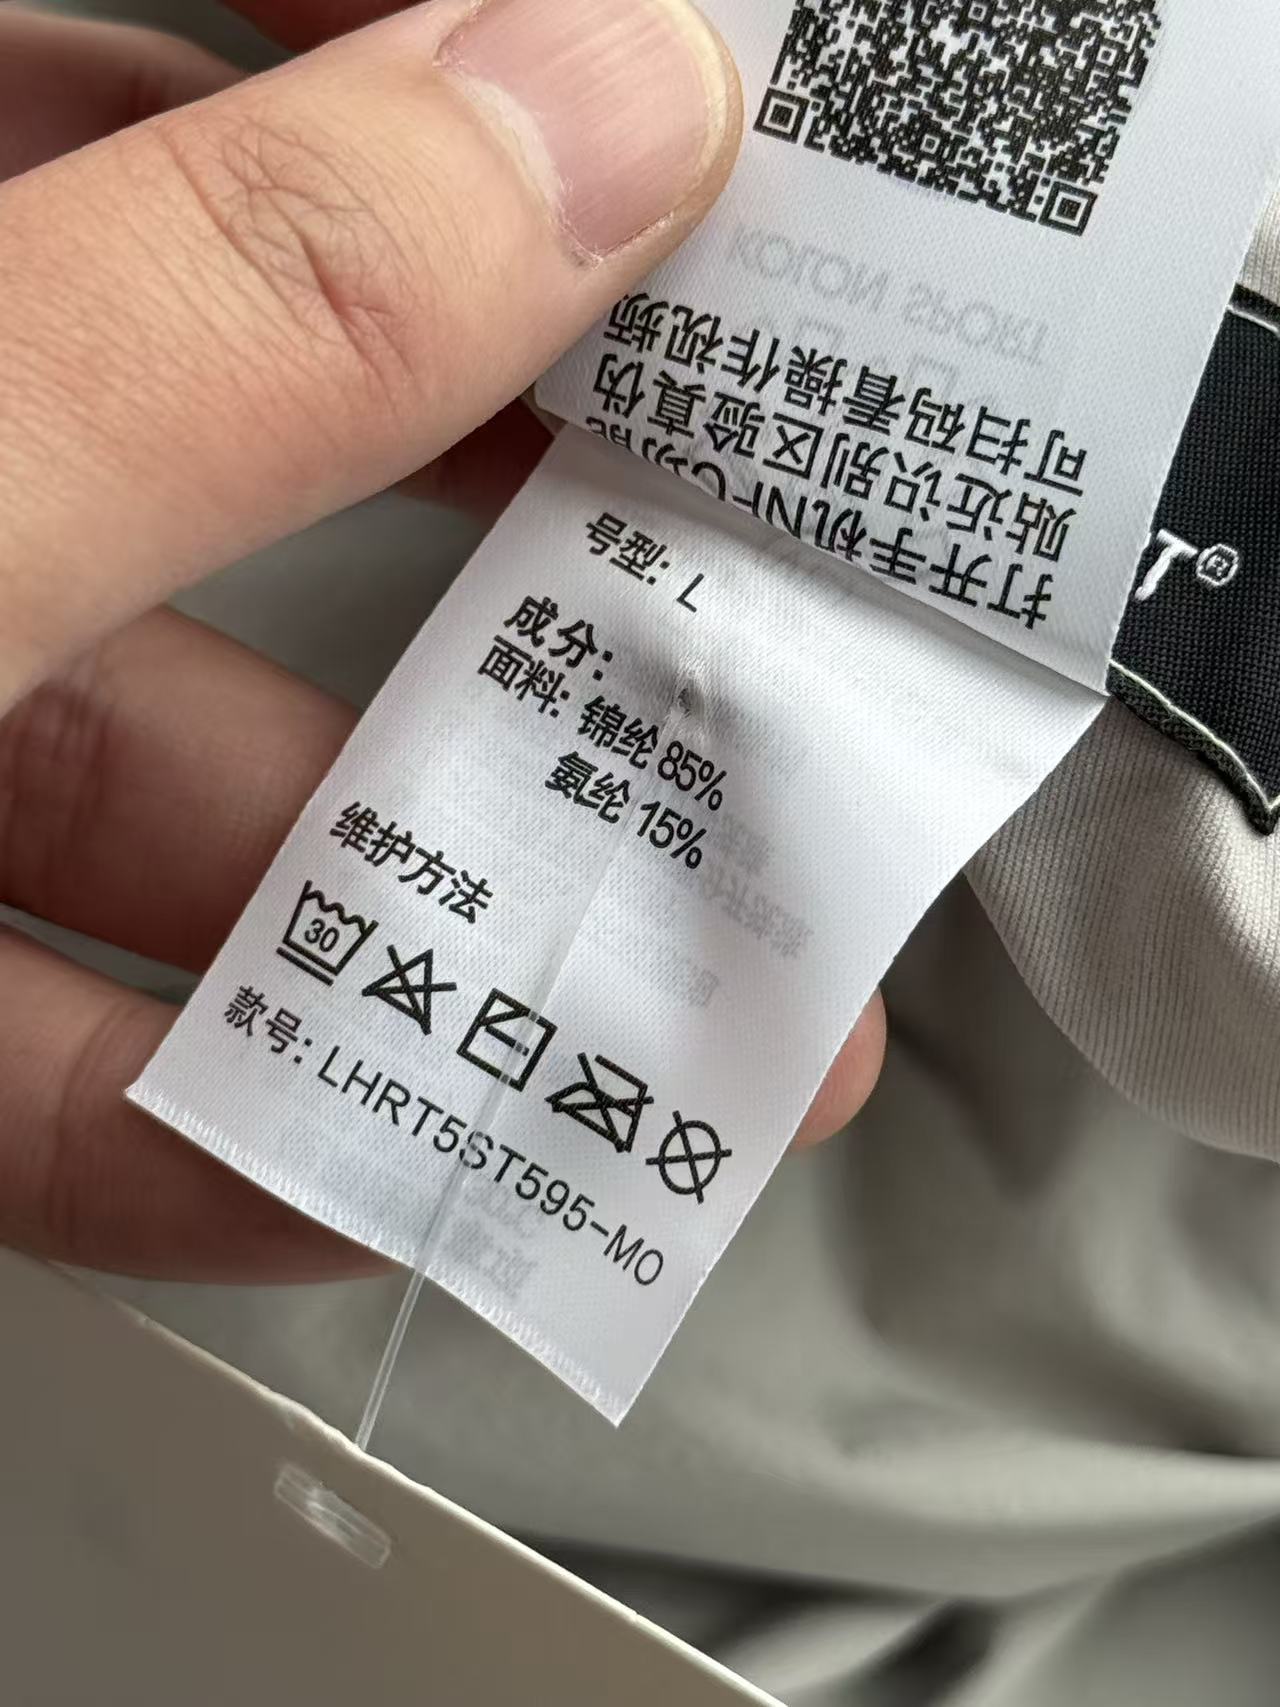 打开手机NFC功能
贴近识别区验真伪
可扫码看操作视频
号型: L
成分:
面料: 锦纶 85%
氨纶 15%
维护方法
30
款号: LHRT5ST595-MO
T®